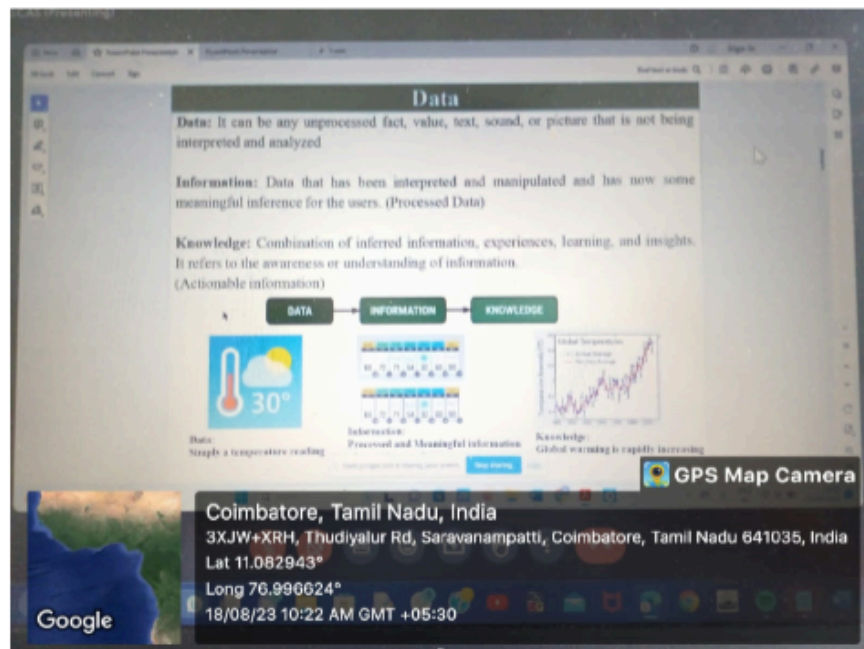 SCAS (Presenting)
PowerPoint Presentation
Sign in
Data
Data: It can be any unprocessed fact, value, text, sound, or picture that is not being
interpreted and analyzed
Information: Data that has been interpreted and manipulated and has now some
meaningful inference for the users. (Processed Data)
Knowledge: Combination of inferred information, experiences, learning, and insights.
It refers to the awareness or understanding of information.
(Actionable information)
DATA
INFORMATION
KNOWLEDGE
30°
Global Temperatures
Data:
Simply a temperature reading
Information:
Processed and Meaningful information
Knowledge:
Global warming is rapidly increasing
Stop sharing
GPS Map Camera
Coimbatore, Tamil Nadu, India
3XJW+XRH, Thudiyalur Rd, Saravanampatti, Coimbatore, Tamil Nadu 641035, India
Lat 11.082943°
Long 76.996624°
18/08/23 10:22 AM GMT +05:30
Google